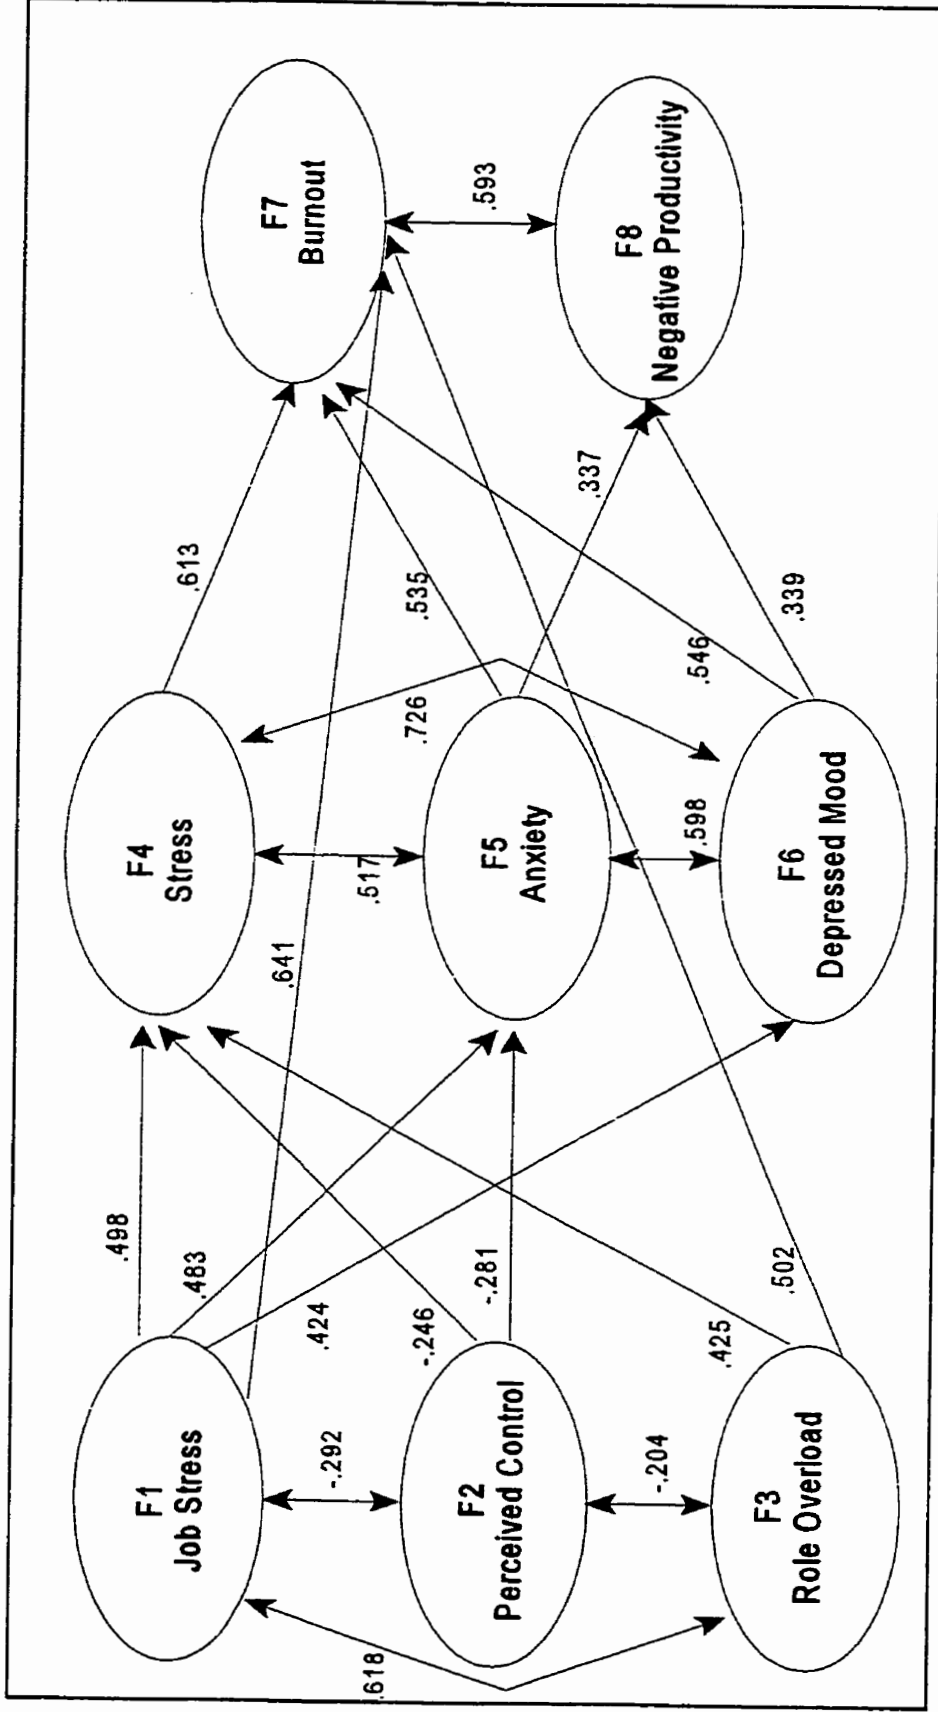 F1
Job Stress
F2
Perceived Control
F3
Role Overload
F4
Stress
F5
Anxiety
F6
Depressed Mood
F7
Burnout
F8
Negative Productivity
.618
-.292
-.204
.498
.483
.424
-.246
-.281
.425
.502
.641
.517
.598
.726
.613
.535
.546
.337
.339
.593